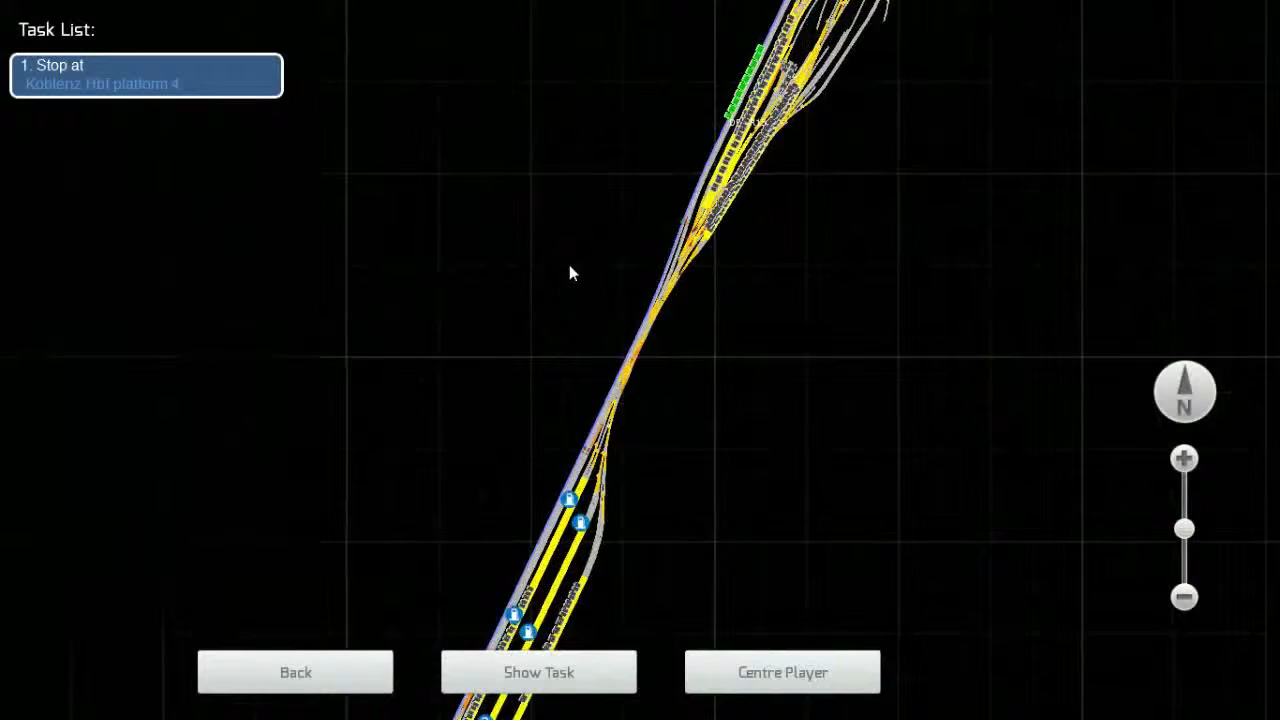 Task List:
1. Stop at
Koblenz Hbf platform 4
N
Back
Show Task
Centre Player